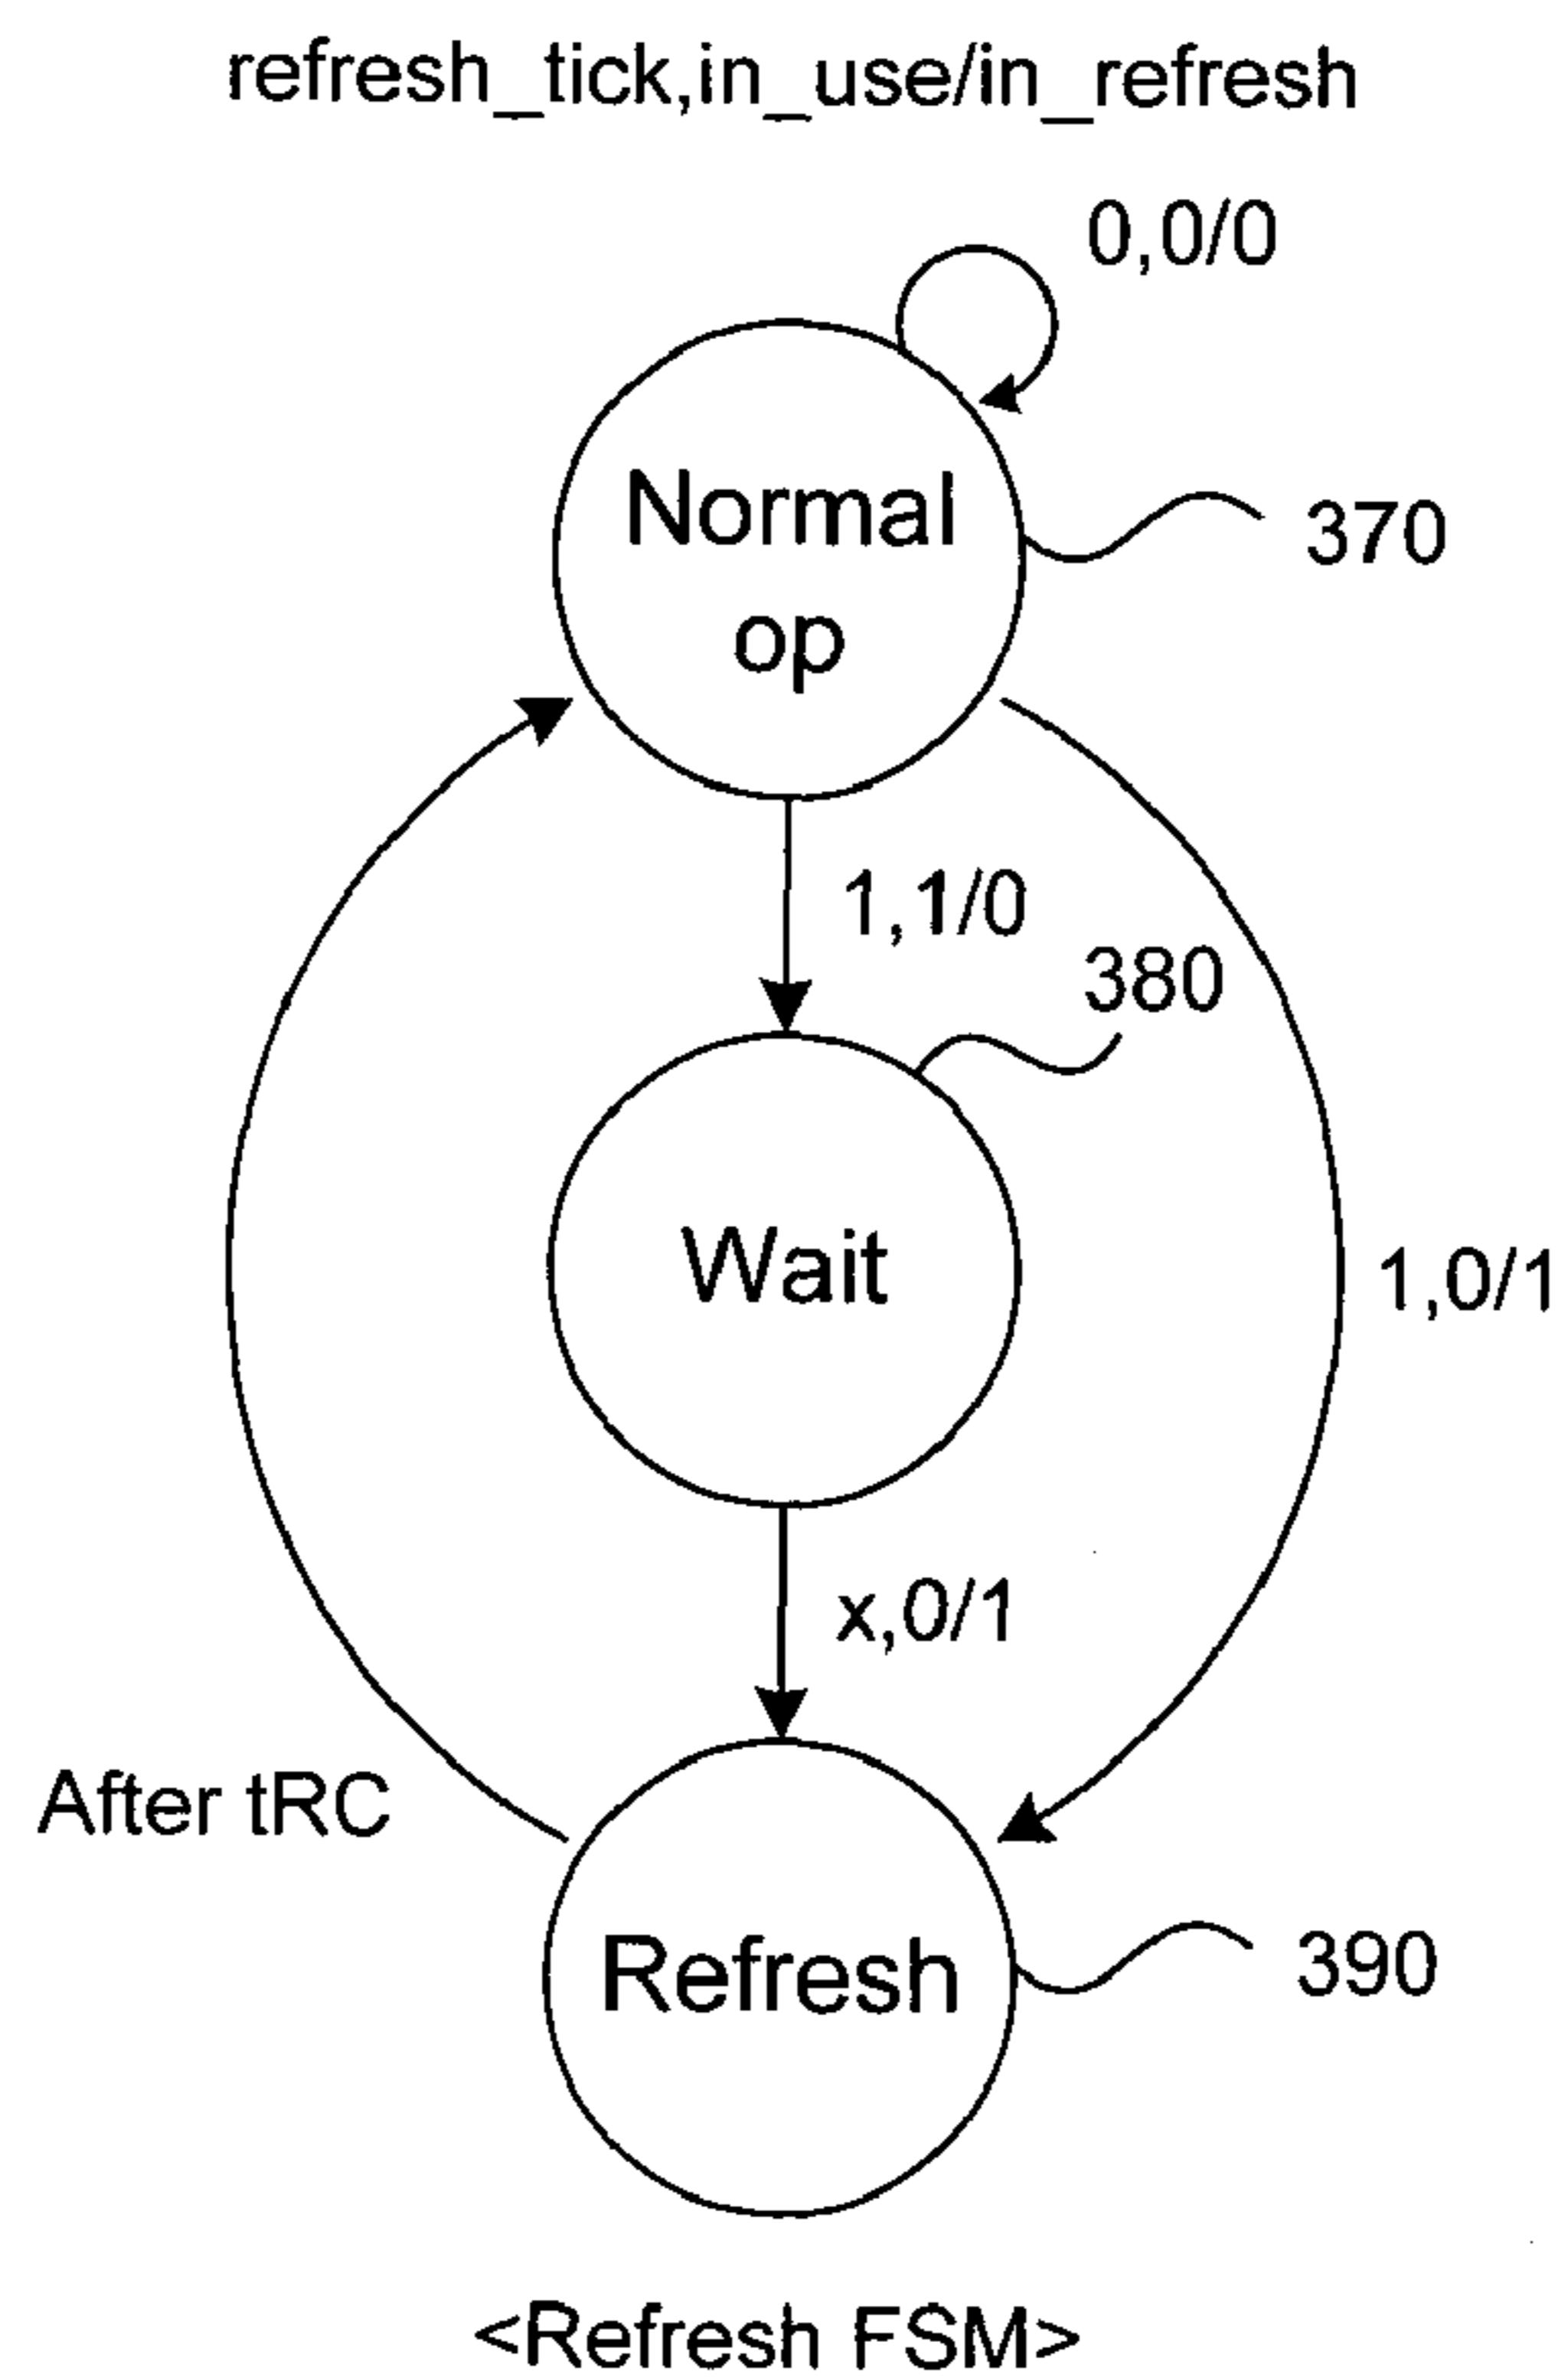 refresh_tick,in_use/in_refresh
0,0/0
Normal
op
370
1,1/0
380
Wait
1,0/1
x,0/1
After tRC
Refresh
390
<Refresh FSM>